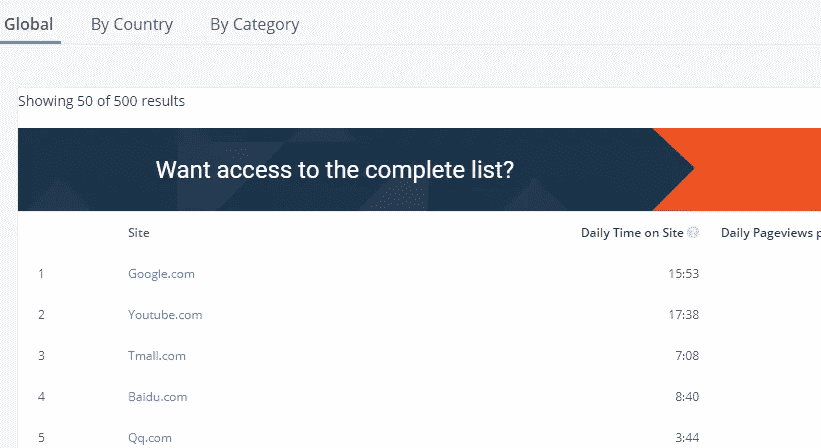 Global By Country By Category
Showing 50 of 500 results
Want access to the complete list?
Site Daily Time on Site Daily Pageviews p
1 Google.com 15:53
2 Youtube.com 17:38
3 Tmall.com 7:08
4 Baidu.com 8:40
5 Qq.com 3:44